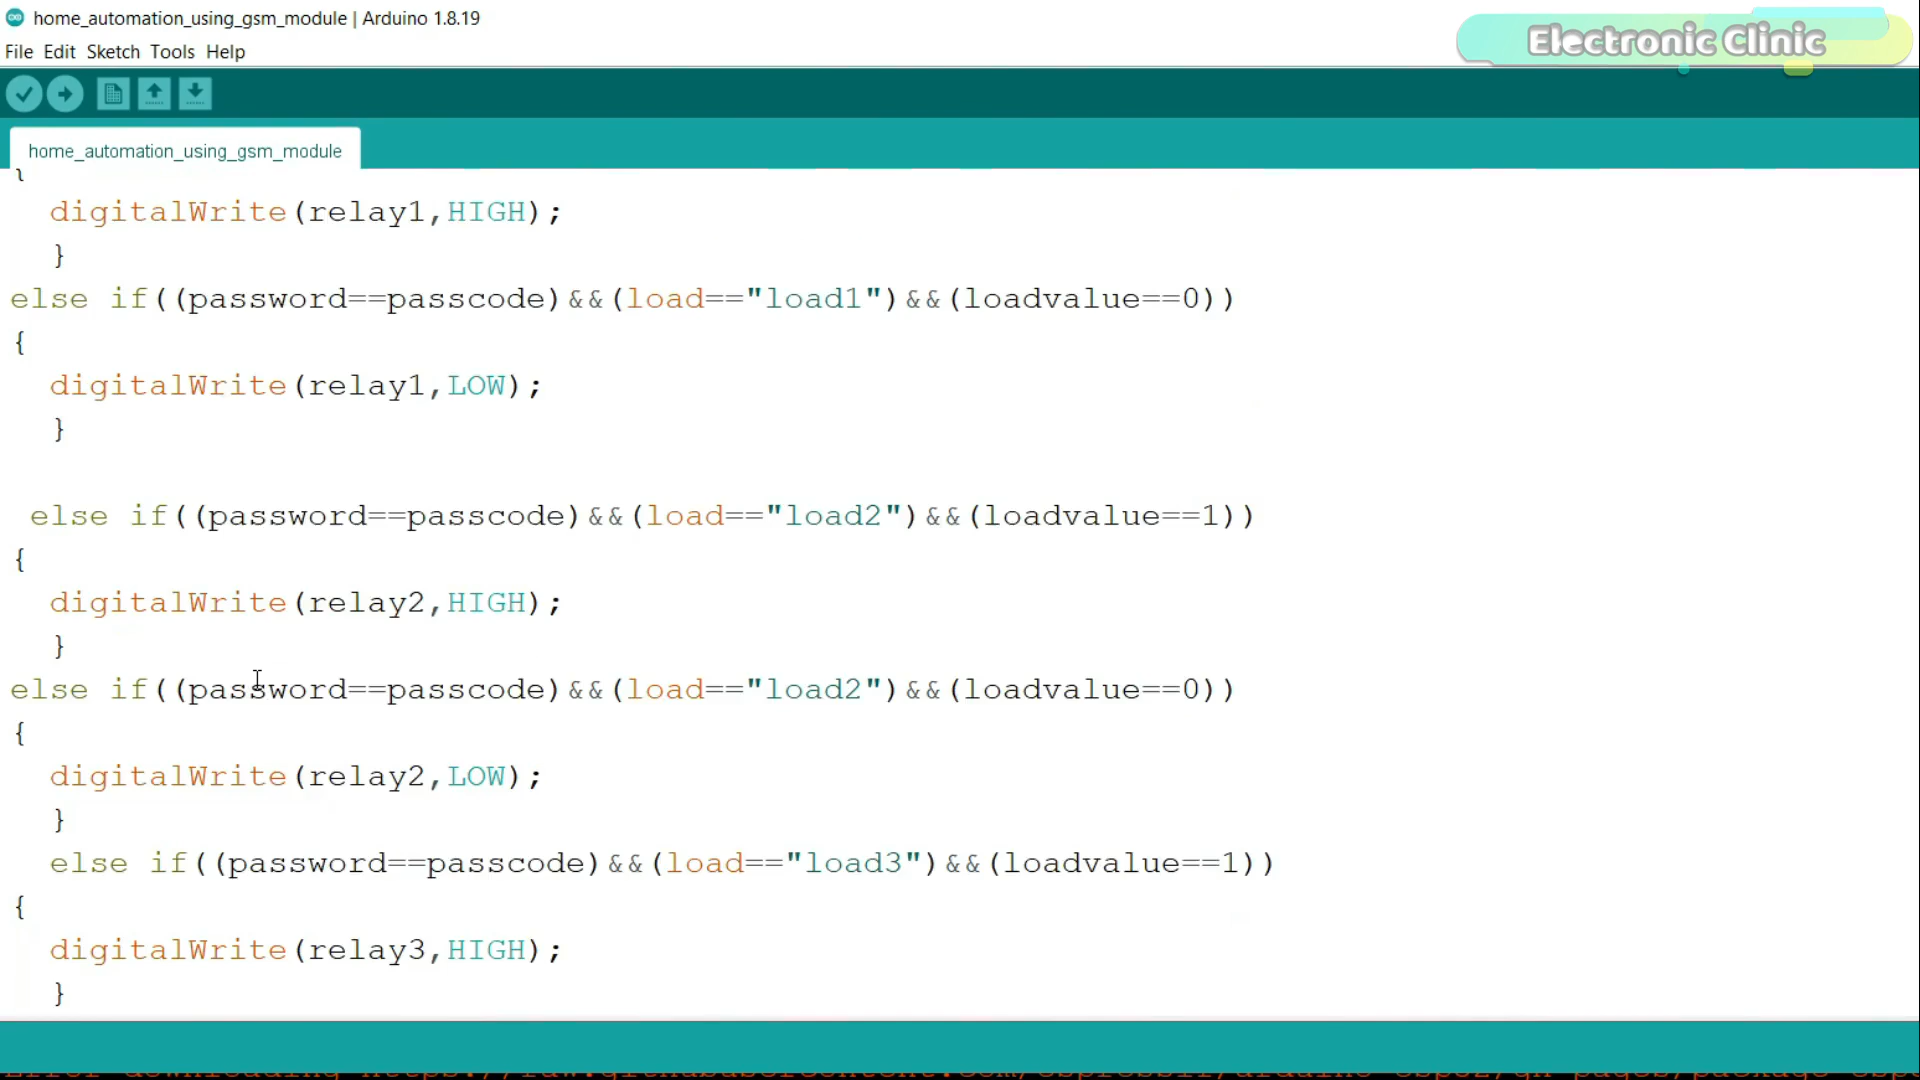 home_automation_using_gsm_module | Arduino 1.8.19
Electronic Clinic
File Edit Sketch Tools Help
home_automation_using_gsm_module
{
digitalWrite(relay1,HIGH);
}
else if((password==passcode)&&(load=="load1")&&(loadvalue==0))
{
digitalWrite(relay1,LOW);
}
else if((password==passcode)&&(load=="load2")&&(loadvalue==1))
{
digitalWrite(relay2,HIGH);
}
else if((password==passcode)&&(load=="load2")&&(loadvalue==0))
{
digitalWrite(relay2,LOW);
}
else if((password==passcode)&&(load=="load3")&&(loadvalue==1))
{
digitalWrite(relay3,HIGH);
}